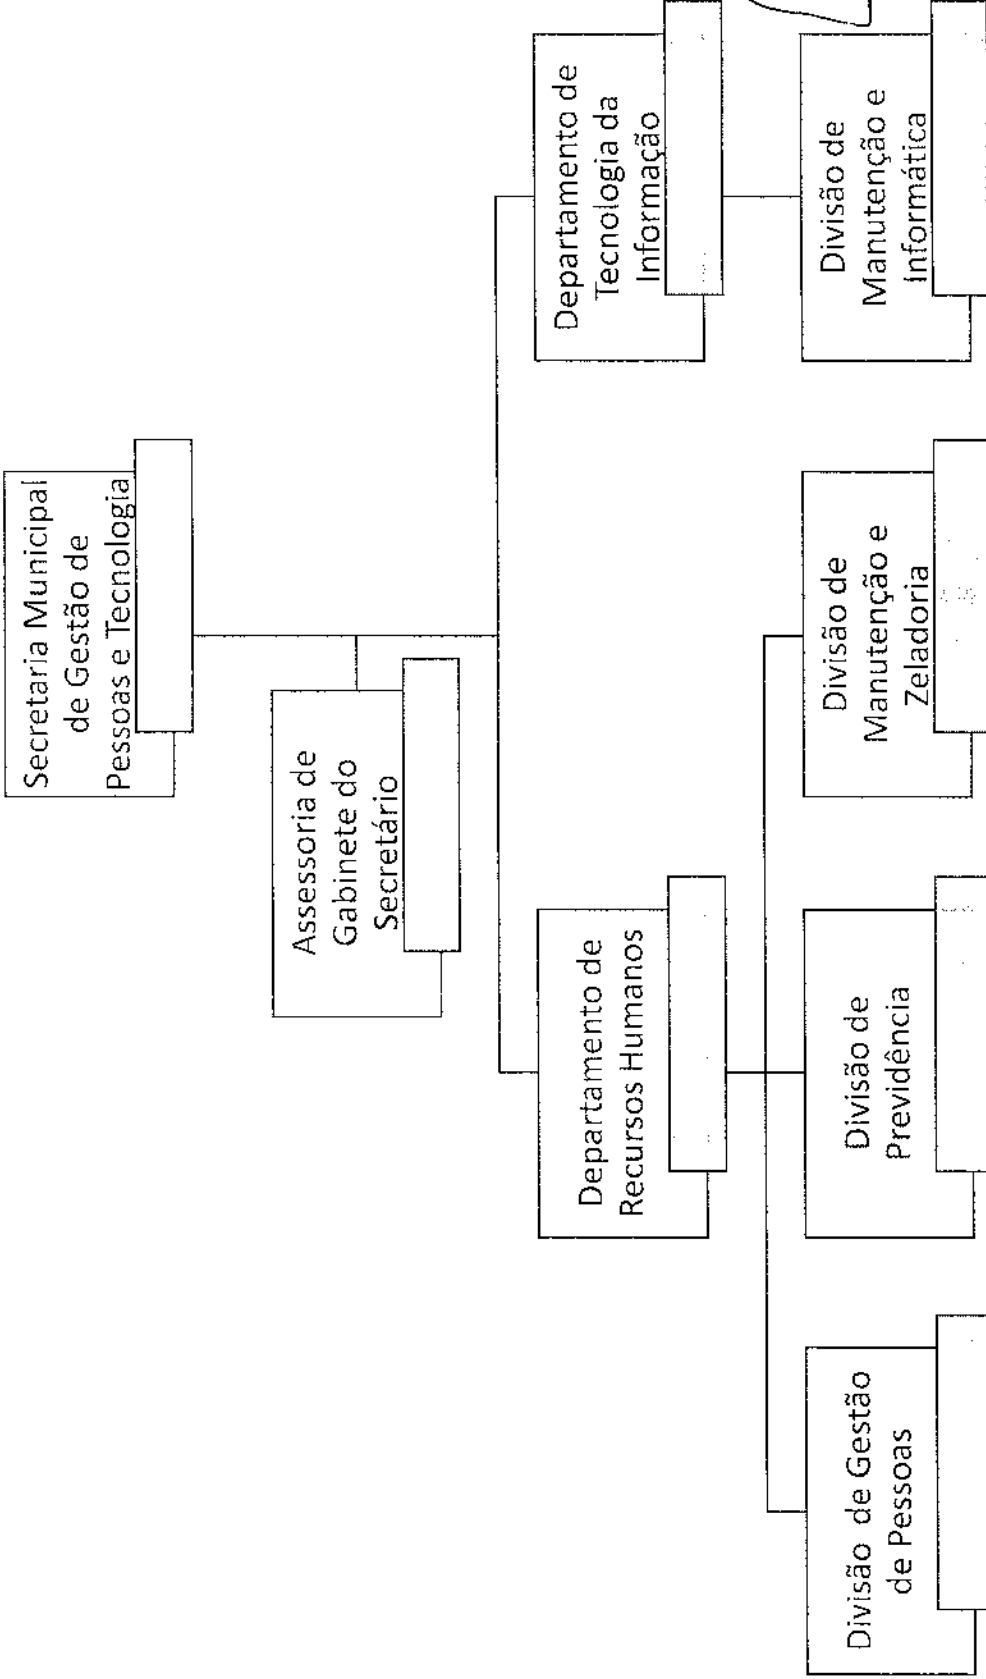 Secretaria Municipal
de Gestão de
Pessoas e Tecnologia
Assessoria de
Gabinete do
Secretário
Departamento de
Recursos Humanos
Departamento de
Tecnologia da
Informação
Divisão de Gestão
de Pessoas
Divisão de
Previdência
Divisão de
Manutenção e
Zeladoria
Divisão de
Manutenção e
Informática